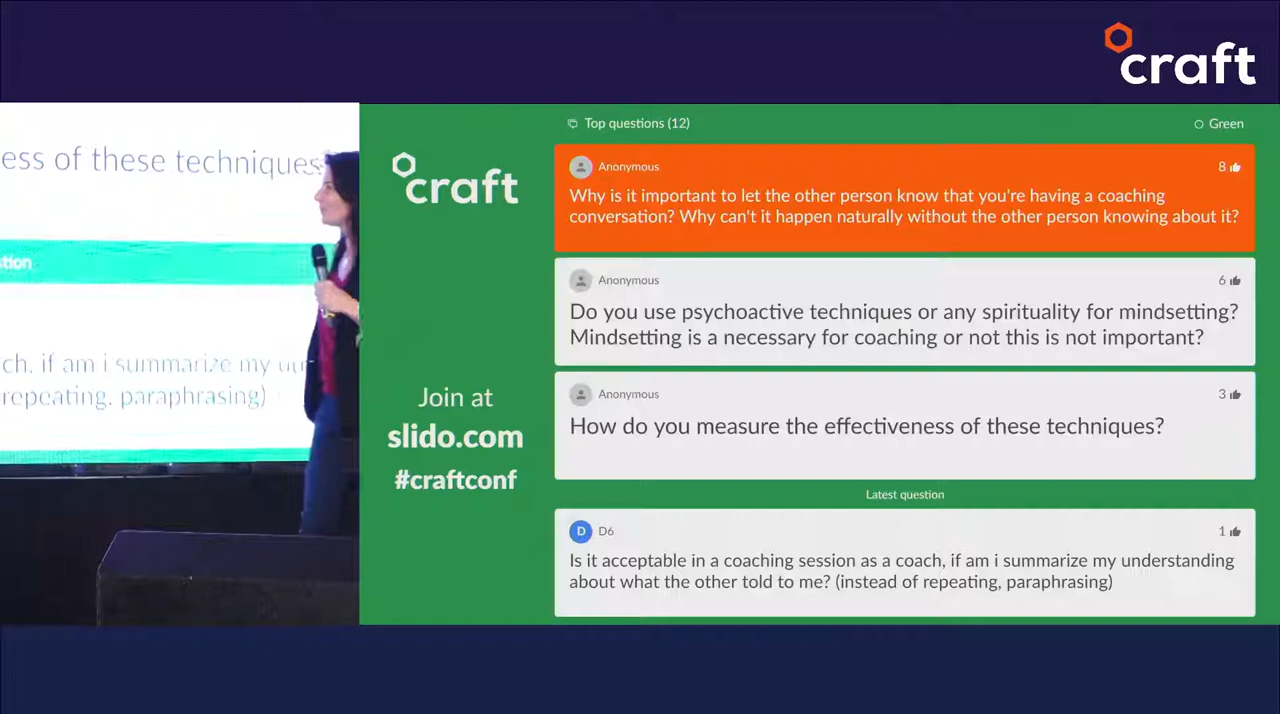 craft
ess of these techniques
stion
ch, if am i summarize my un
repeating, paraphrasing)
craft
Join at
slido.com
#craftconf
Top questions (12)
Green
Anonymous
8
Why is it important to let the other person know that you're having a coaching
conversation? Why can't it happen naturally without the other person knowing about it?
Anonymous
6
Do you use psychoactive techniques or any spirituality for mindsetting?
Mindsetting is a necessary for coaching or not this is not important?
Anonymous
3
How do you measure the effectiveness of these techniques?
Latest question
D
D6
1
Is it acceptable in a coaching session as a coach, if am i summarize my understanding
about what the other told to me? (instead of repeating, paraphrasing)